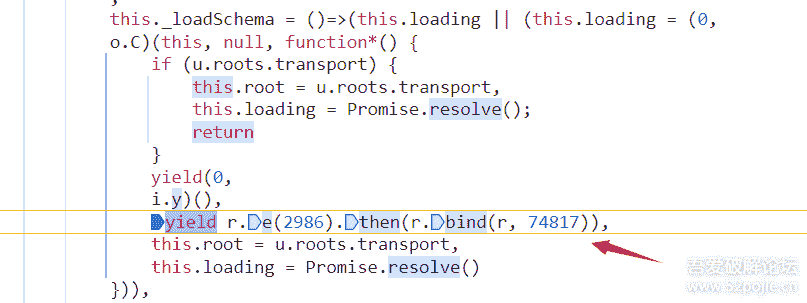 this._loadSchema = ()=>(this.loading || (this.loading = (0,
o.C)(this, null, function*() {
if (u.roots.transport) {
this.root = u.roots.transport,
this.loading = Promise.resolve();
return
}
yield(0,
i.y)(),
yield r.e(2986).then(r.bind(r, 74817)),
this.root = u.roots.transport,
this.loading = Promise.resolve()
})),
吾爱破解论坛
www.52pojie.cn